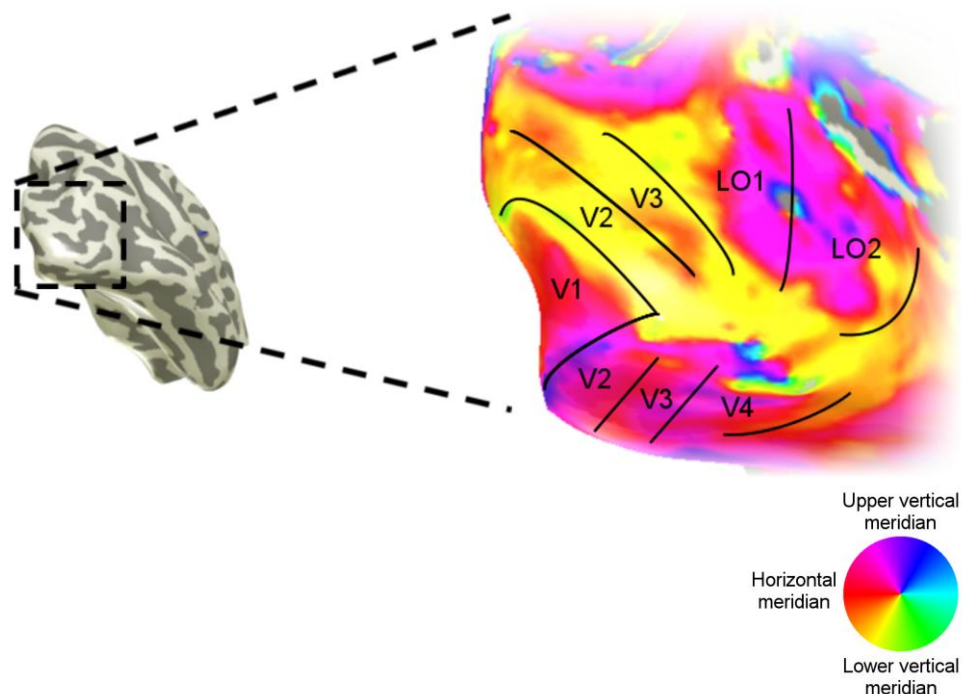 LO1
V3
V2
LO2
V1
V2
V3
V4
Upper vertical
meridian
Horizontal
meridian
Lower vertical
meridian